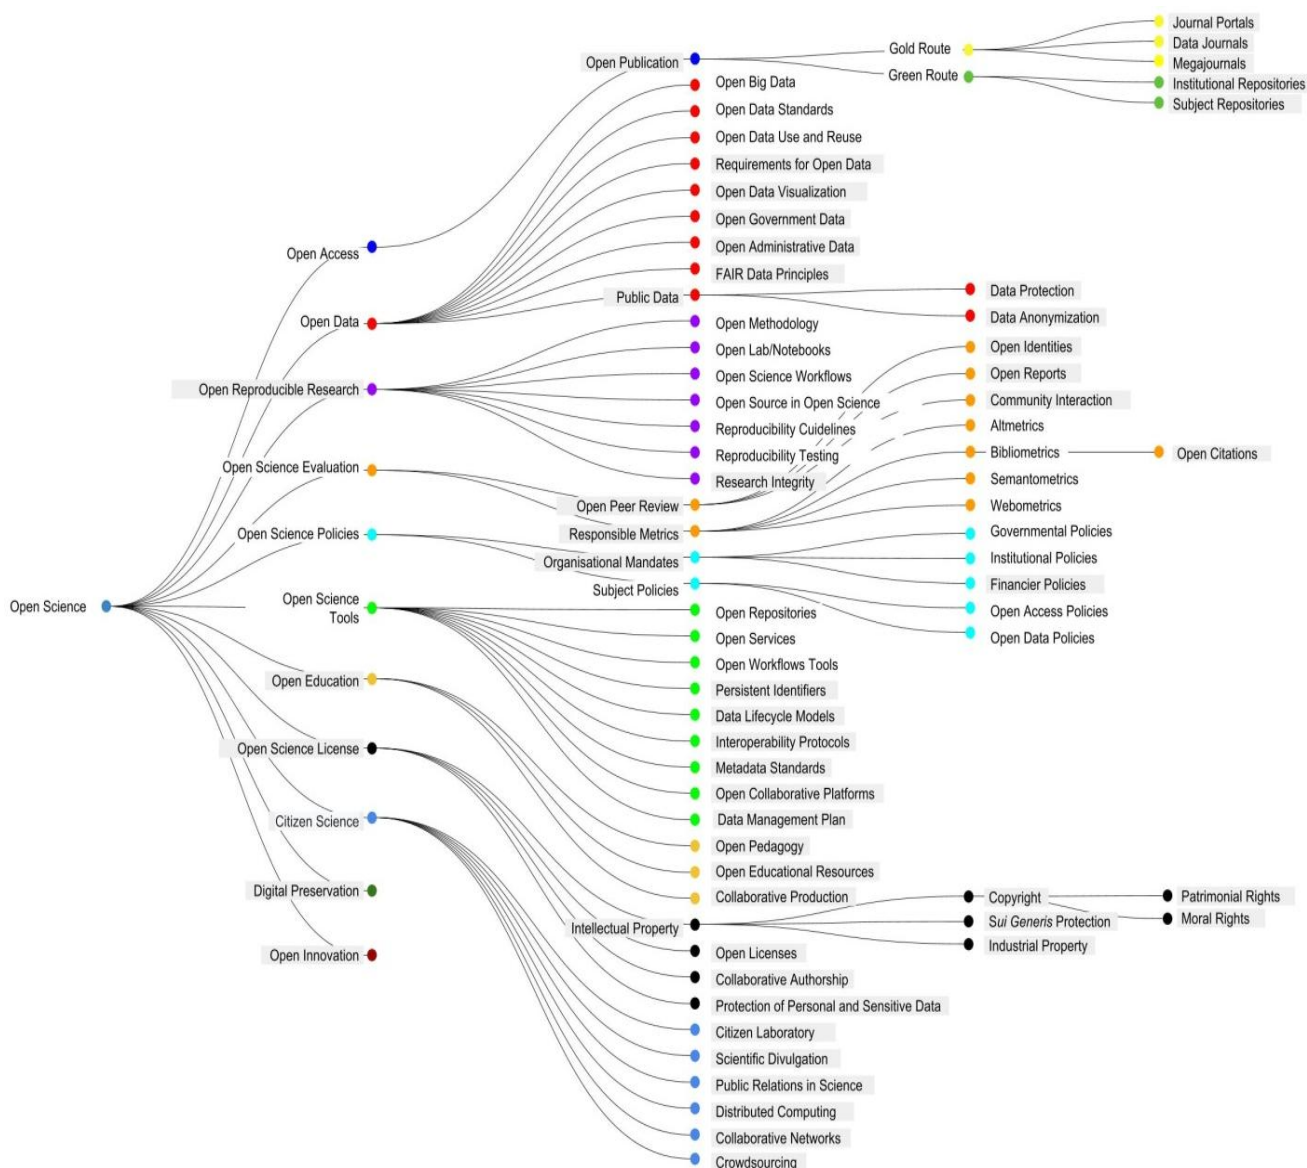 Journal Portals
Gold Route
Data Journals
Open Publication
Megajournals
Green Route
Institutional Repositories
Open Big Data
Subject Repositories
Open Data Standards
Open Data Use and Reuse
Requirements for Open Data
Open Data Visualization
Open Government Data
Open Administrative Data
Open Access
FAIR Data Principles
Public Data
Data Protection
Data Anonymization
Open Data
Open Methodology
Open Identities
Open Lab/Notebooks
Open Reports
Open Science Workflows
Open Reproducible Research
Community Interaction
Open Source in Open Science
Altmetrics
Reproducibility Cuidelines
Bibliometrics
Open Citations
Reproducibility Testing
Open Science Evaluation
Semantometrics
Research Integrity
Open Peer Review
Webometrics
Open Science Policies
Responsible Metrics
Governmental Policies
Organisational Mandates
Institutional Policies
Subject Policies
Financier Policies
Open Science
Open Science
Tools
Open Repositories
Open Access Policies
Open Services
Open Data Policies
Open Workflows Tools
Open Education
Persistent Identifiers
Data Lifecycle Models
Open Science License
Interoperability Protocols
Metadata Standards
Open Collaborative Platforms
Citizen Science
Data Management Plan
Open Pedagogy
Open Educational Resources
Digital Preservation
Collaborative Production
Copyright
Patrimonial Rights
Intellectual Property
Sui Generis Protection
Moral Rights
Open Innovation
Open Licenses
Industrial Property
Collaborative Authorship
Protection of Personal and Sensitive Data
Citizen Laboratory
Scientific Divulgation
Public Relations in Science
Distributed Computing
Collaborative Networks
Crowdsourcing